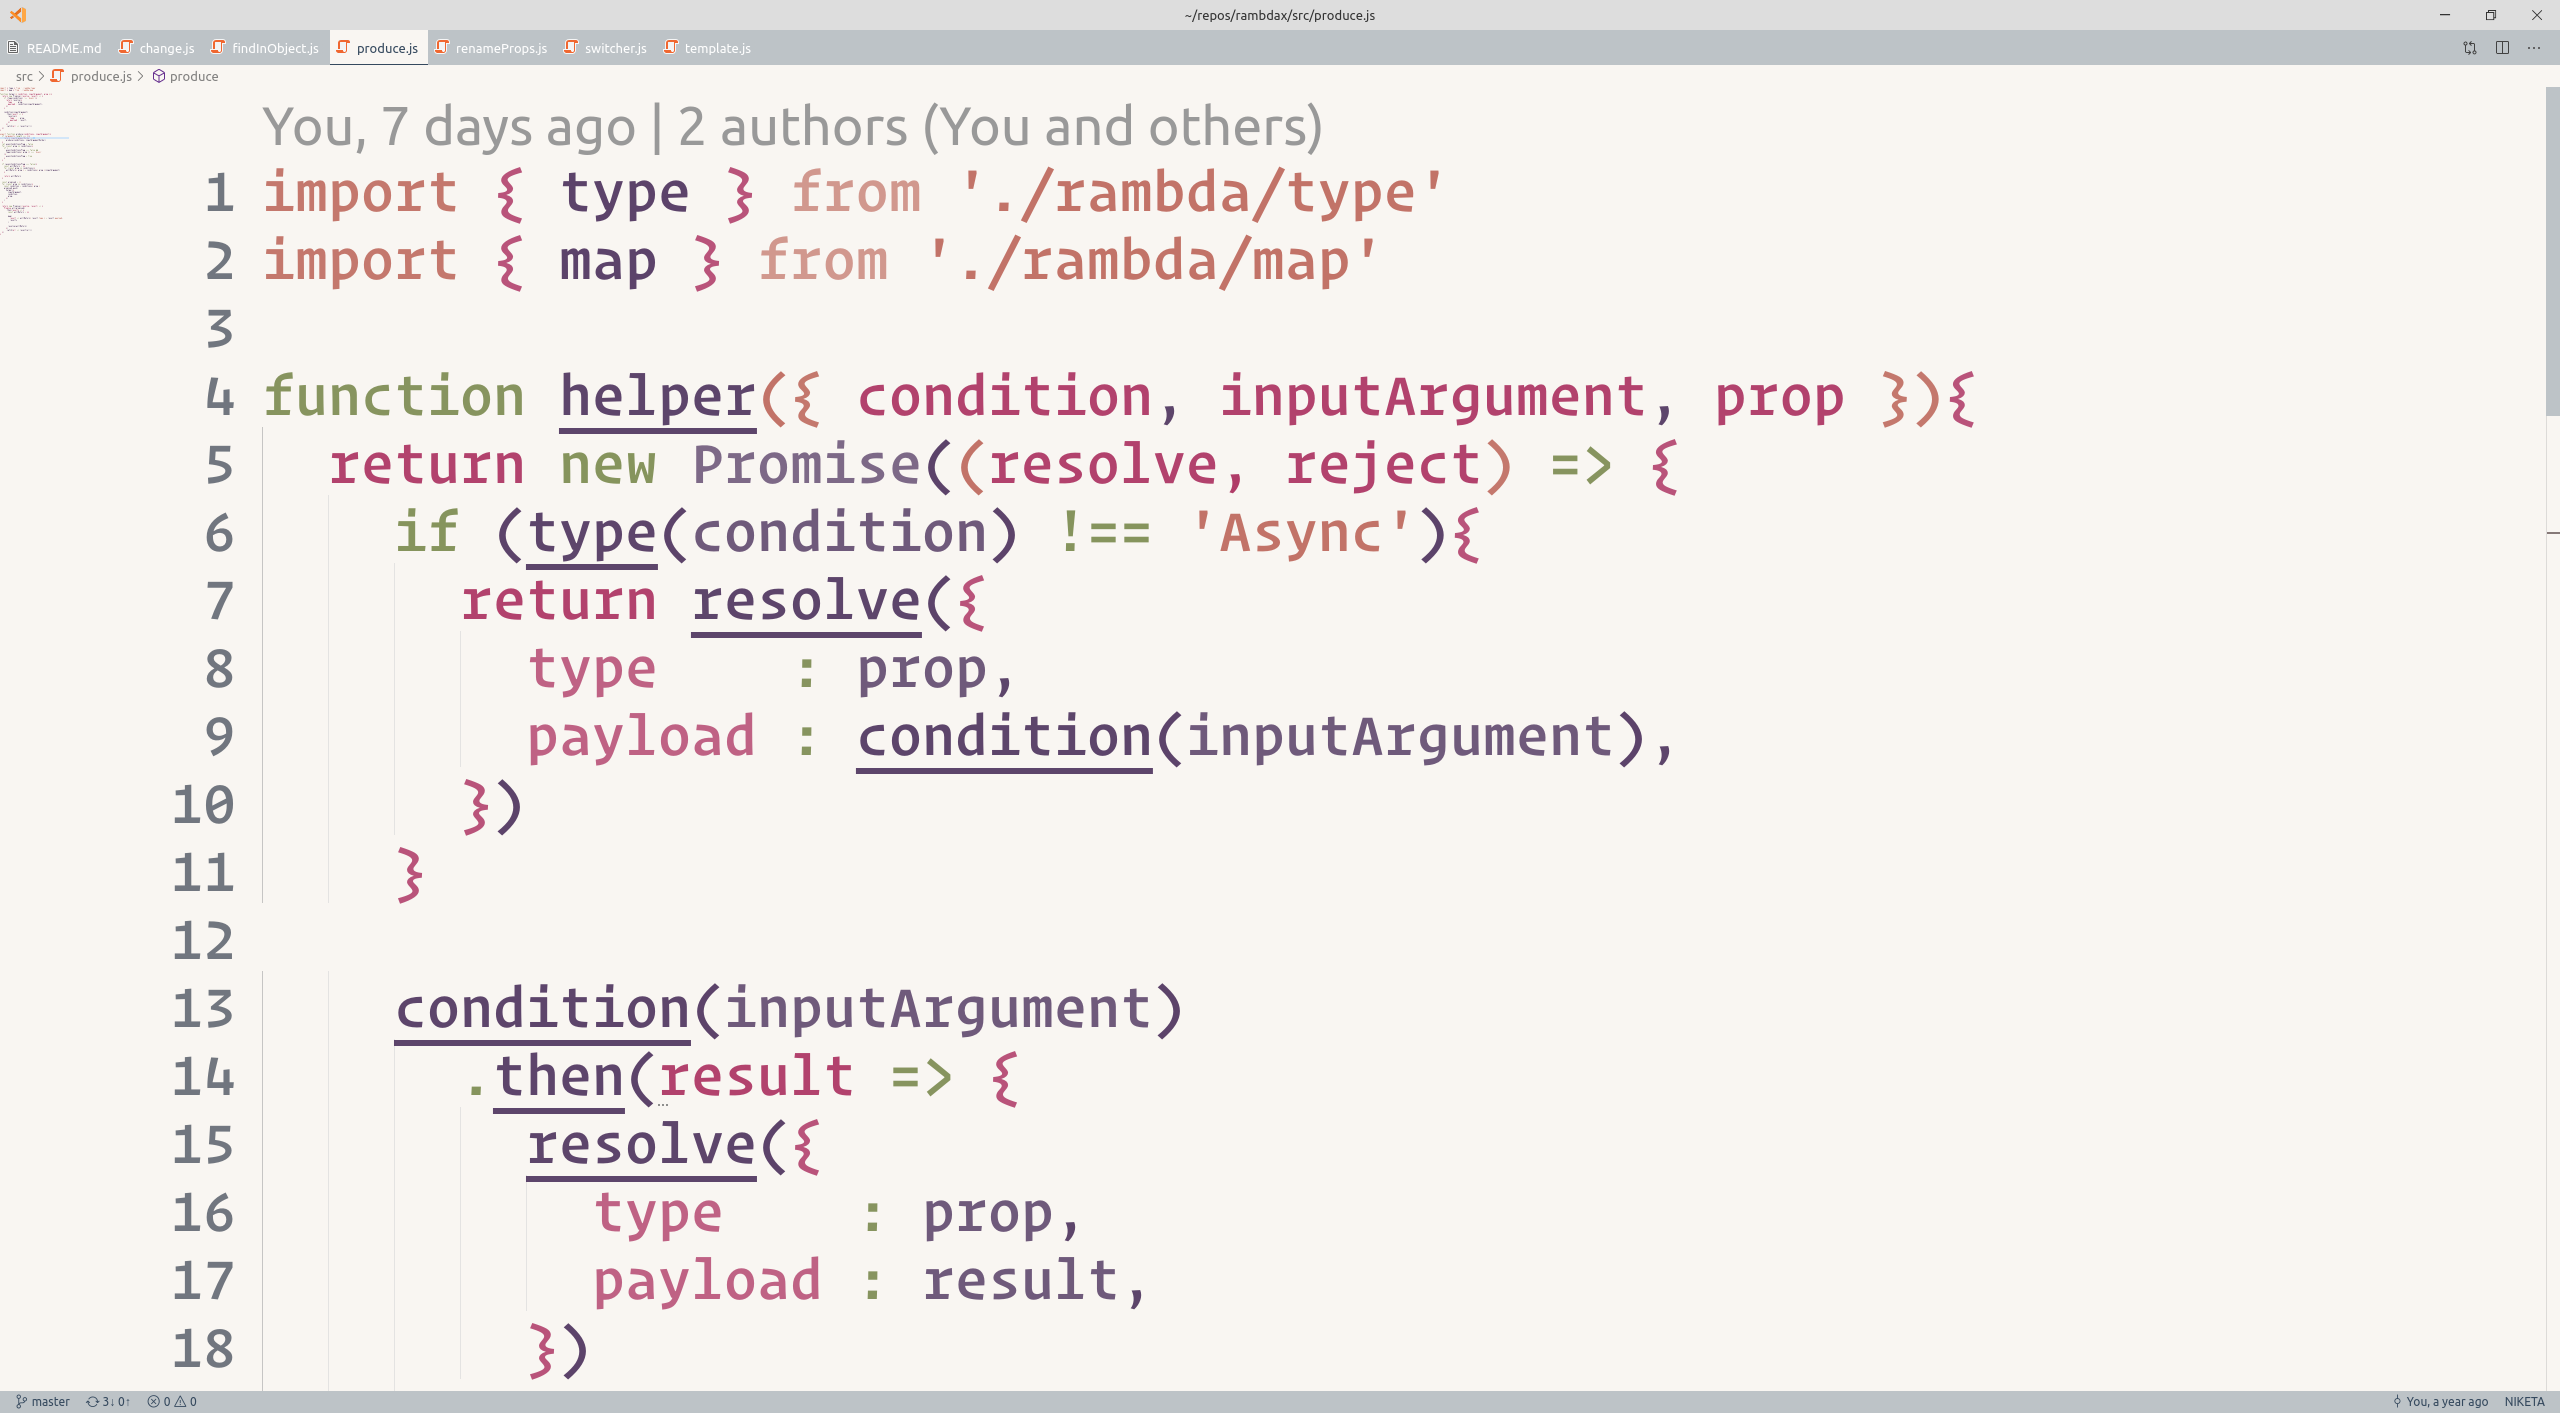 ~/repos/rambdax/src/produce.js
README.md change.js findInObject.js produce.js renameProps.js switcher.js template.js ···
src > produce.js > produce
You, 7 days ago | 2 authors (You and others)
1 import { type } from './rambda/type'
2 import { map } from './rambda/map'
3
4 function helper({ condition, inputArgument, prop }){
5   return new Promise((resolve, reject) => {
6     if (type(condition) !== 'Async'){
7       return resolve({
8         type    : prop,
9         payload : condition(inputArgument),
10       })
11     }
12
13     condition(inputArgument)
14       .then(result => {
15         resolve({
16           type    : prop,
17           payload : result,
18         })
master 3↓ 0↑ 0 0 You, a year ago NIKETA